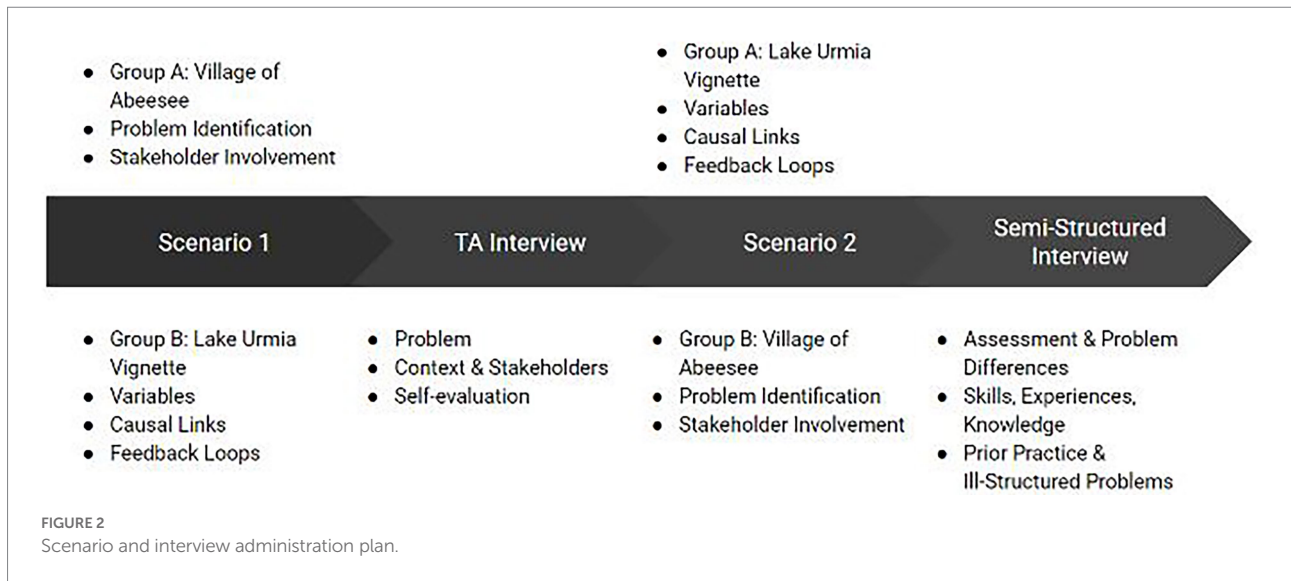 ● Group A: Village of
Abeesee
● Problem Identification
● Stakeholder Involvement
● Group A: Lake Urmia
Vignette
● Variables
● Causal Links
● Feedback Loops
Scenario 1
TA Interview
Scenario 2
Semi-Structured
Interview
● Group B: Lake Urmia
Vignette
● Variables
● Causal Links
● Feedback Loops
● Problem
● Context & Stakeholders
● Self-evaluation
● Group B: Village of
Abeesee
● Problem Identification
● Stakeholder Involvement
● Assessment & Problem
Differences
● Skills, Experiences,
Knowledge
● Prior Practice &
Ill-Structured Problems
FIGURE 2
Scenario and interview administration plan.